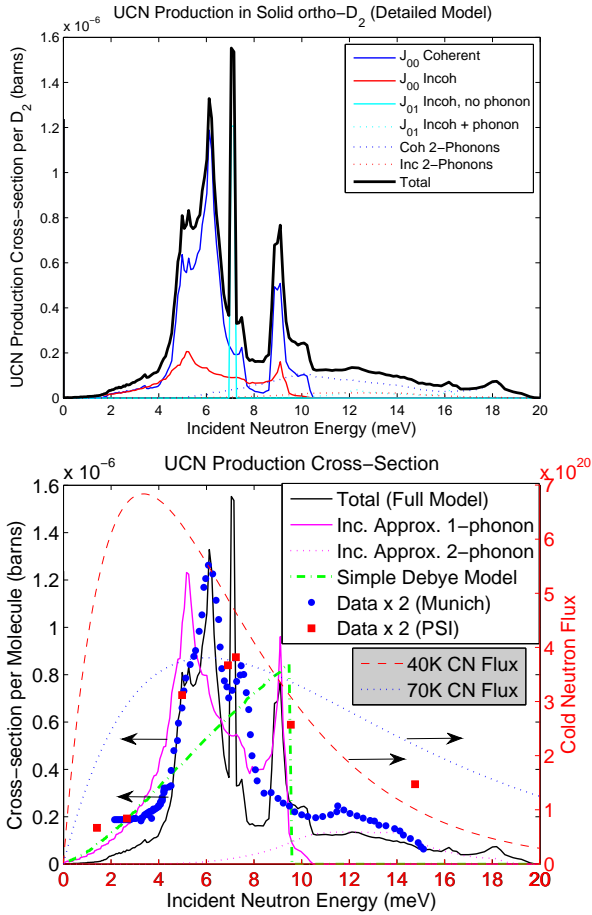 UCN Production in Solid ortho-D2 (Detailed Model)
x 10^-6
1.6
1.4
1.2
1
0.8
0.6
0.4
0.2
0
UCN Production Cross-section per D2 (barns)
J00 Coherent
J00 Incoh
J01 Incoh, no phonon
J01 Incoh + phonon
Coh 2-Phonons
Inc 2-Phonons
Total
0 2 4 6 8 10 12 14 16 18 20
Incident Neutron Energy (meV)
UCN Production Cross-Section
x 10^-6
x 10^20
1.6
1.4
1.2
1
0.8
0.6
0.4
0.2
0
Cross-section per Molecule (barns)
Total (Full Model)
Inc. Approx. 1-phonon
Inc. Approx. 2-phonon
Simple Debye Model
Data x 2 (Munich)
Data x 2 (PSI)
40K CN Flux
70K CN Flux
7
6
5
4
3
2
1
0
Cold Neutron Flux
0 2 4 6 8 10 12 14 16 18 20
Incident Neutron Energy (meV)